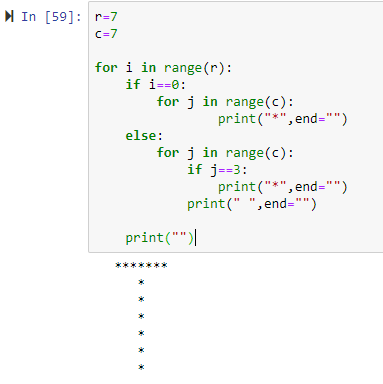 In [59]: r=7
c=7
for i in range(r):
    if i==0:
        for j in range(c):
                print("*",end="")
    else:
        for j in range(c):
            if j==3:
                print("*",end="")
            print(" ",end="")
    print("")
*******
   *
   *
   *
   *
   *
   *